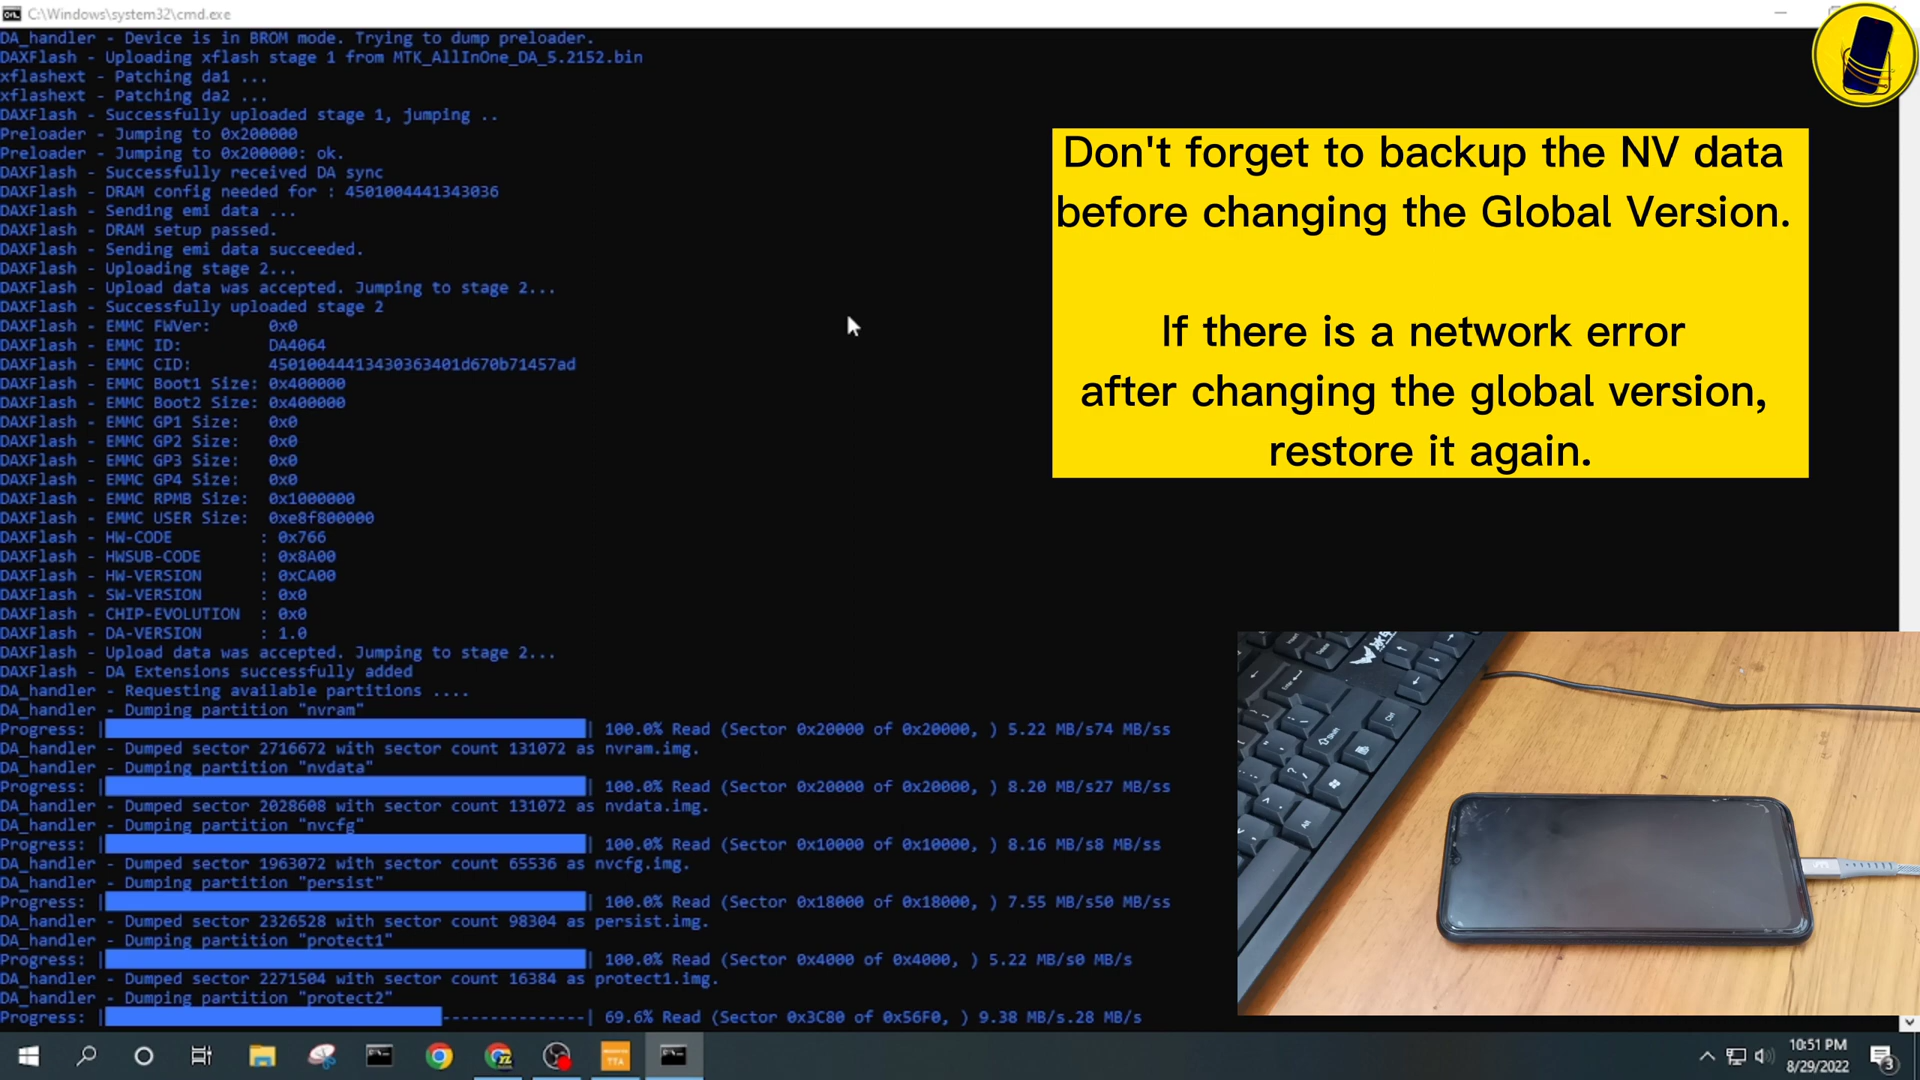 C:\Windows\system32\cmd.exe
DA_handler - Device is in BROM mode. Trying to dump preloader.
DAXFlash - Uploading xflash stage 1 from MTK_AllInOne_DA_5.2152.bin
xflashext - Patching da1 ...
xflashext - Patching da2 ...
DAXFlash - Successfully uploaded stage 1, jumping ..
Preloader - Jumping to 0x200000
Preloader - Jumping to 0x200000: ok.
DAXFlash - Successfully received DA sync
DAXFlash - DRAM config needed for : 4501004441343036
DAXFlash - Sending emi data ...
DAXFlash - DRAM setup passed.
DAXFlash - Sending emi data succeeded.
DAXFlash - Uploading stage 2...
DAXFlash - Upload data was accepted. Jumping to stage 2...
DAXFlash - Successfully uploaded stage 2
DAXFlash - EMMC FWVer: 0x0
DAXFlash - EMMC ID: DA4064
DAXFlash - EMMC CID: 45010044413430363401d670b71457ad
DAXFlash - EMMC Boot1 Size: 0x400000
DAXFlash - EMMC Boot2 Size: 0x400000
DAXFlash - EMMC GP1 Size: 0x0
DAXFlash - EMMC GP2 Size: 0x0
DAXFlash - EMMC GP3 Size: 0x0
DAXFlash - EMMC GP4 Size: 0x0
DAXFlash - EMMC RPMB Size: 0x1000000
DAXFlash - EMMC USER Size: 0xe8f800000
DAXFlash - HW-CODE : 0x766
DAXFlash - HWSUB-CODE : 0x8A00
DAXFlash - HW-VERSION : 0xCA00
DAXFlash - SW-VERSION : 0x0
DAXFlash - CHIP-EVOLUTION : 0x0
DAXFlash - DA-VERSION : 1.0
DAXFlash - Upload data was accepted. Jumping to stage 2...
DAXFlash - DA Extensions successfully added
DA_handler - Requesting available partitions ....
DA_handler - Dumping partition "nvram"
Progress: | | 100.0% Read (Sector 0x20000 of 0x20000, ) 5.22 MB/s74 MB/ss
DA_handler - Dumped sector 2716672 with sector count 131072 as nvram.img.
DA_handler - Dumping partition "nvdata"
Progress: | | 100.0% Read (Sector 0x20000 of 0x20000, ) 8.20 MB/s27 MB/ss
DA_handler - Dumped sector 2028608 with sector count 131072 as nvdata.img.
DA_handler - Dumping partition "nvcfg"
Progress: | | 100.0% Read (Sector 0x10000 of 0x10000, ) 8.16 MB/s8 MB/ss
DA_handler - Dumped sector 1963072 with sector count 65536 as nvcfg.img.
DA_handler - Dumping partition "persist"
Progress: | | 100.0% Read (Sector 0x18000 of 0x18000, ) 7.55 MB/s50 MB/ss
DA_handler - Dumped sector 2326528 with sector count 98304 as persist.img.
DA_handler - Dumping partition "protect1"
Progress: | | 100.0% Read (Sector 0x4000 of 0x4000, ) 5.22 MB/s0 MB/s
DA_handler - Dumped sector 2271504 with sector count 16384 as protect1.img.
DA_handler - Dumping partition "protect2"
Progress: | ---------------| 69.6% Read (Sector 0x3C80 of 0x56F0, ) 9.38 MB/s.28 MB/s
Don't forget to backup the NV data
before changing the Global Version.
If there is a network error
after changing the global version,
restore it again.
TTA
10:51 PM
8/29/2022
3